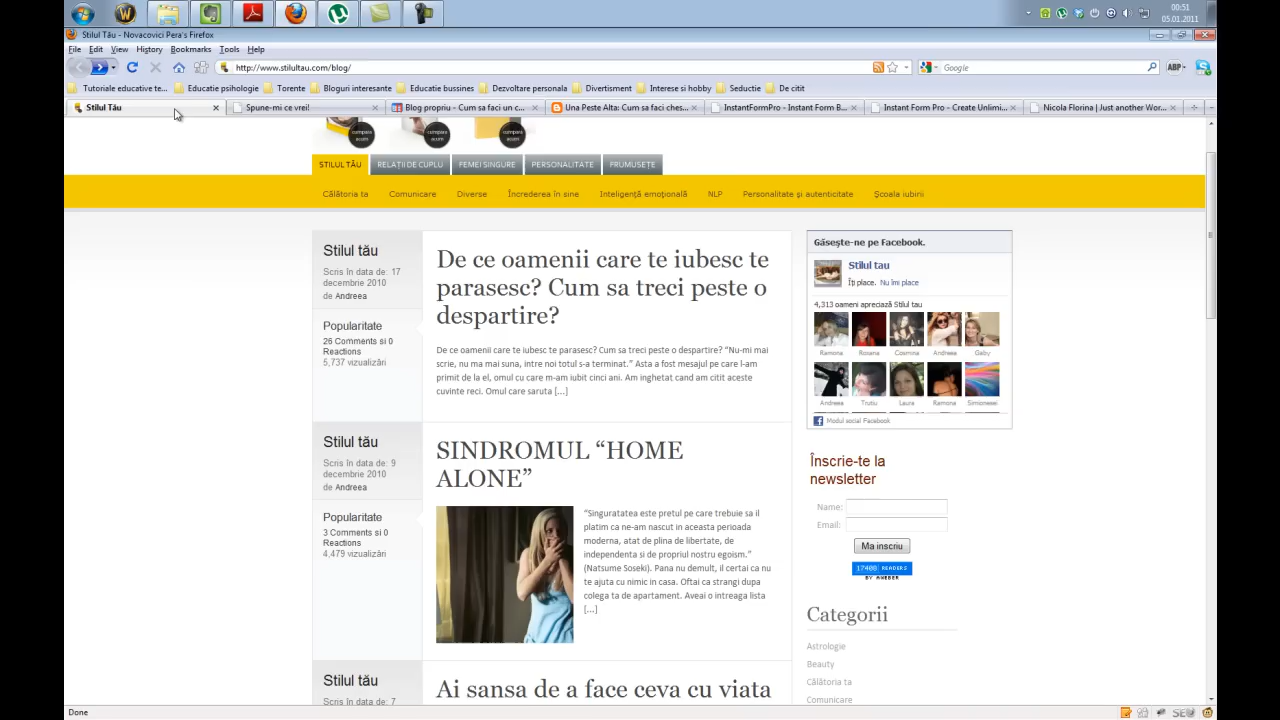 00:51
05.01.2011
Stilul Tău - Novacovici Pera's Firefox
File Edit View History Bookmarks Tools Help
http://www.stilultau.com/blog/
Google
ABP
Tutoriale educative te... Educatie psihologie Torente Bloguri interesante Educatie bussines Dezvoltare personala Divertisment Interese si hobby Seductie De citit
Stilul Tău Spune-mi ce vrei! Blog propriu - Cum sa faci un c... Una Peste Alta: Cum sa faci ches... InstantFormPro - Instant Form B... Instant Form Pro - Create Unlimi... Nicola Florina | Just another Wor...
cumpara acum cumpara acum cumpara acum
STILUL TĂU RELAȚII DE CUPLU FEMEI SINGURE PERSONALITATE FRUMUSEȚE
Călătoria ta Comunicare Diverse Încrederea în sine Inteligență emoțională NLP Personalitate și autenticitate Școala iubirii
Stilul tău
Scris în data de: 17
decembrie 2010
de Andreea
Popularitate
26 Comments si 0
Reactions
5,737 vizualizări
De ce oamenii care te iubesc te
parasesc? Cum sa treci peste o
despartire?
De ce oamenii care te iubesc te parasesc? Cum sa treci peste o despartire? “Nu-mi mai
scrie, nu ma mai suna, intre noi totul s-a terminat.” Asta a fost mesajul pe care l-am
primit de la el, omul cu care m-am iubit cinci ani. Am inghetat cand am citit aceste
cuvinte reci. Omul care saruta [...]
Stilul tău
Scris în data de: 9
decembrie 2010
de Andreea
Popularitate
3 Comments si 0
Reactions
4,479 vizualizări
SINDROMUL “HOME
ALONE”
“Singuratatea este pretul pe care trebuie sa il
platim ca ne-am nascut in aceasta perioada
moderna, atat de plina de libertate, de
independenta si de propriul nostru egoism.”
(Natsume Soseki). Pana nu demult, il certai ca nu
te ajuta cu nimic in casa. Oftai ca strangi dupa
colega ta de apartament. Aveai o intreaga lista
[...]
Stilul tău
Scris în data de: 7
Ai sansa de a face ceva cu viata
Găsește-ne pe Facebook.
Stilul tau
Îți place. Nu îmi place
4,313 oameni apreciază Stilul tau
Ramona Roxana Cosmina Andreea Gaby
Andreea Trutiu Laura Ramona Simionesei
Modul social Facebook
Înscrie-te la
newsletter
Name:
Email:
Ma inscriu
17408 READERS
BY AWEBER
Categorii
Astrologie
Beauty
Călătoria ta
Comunicare
Done